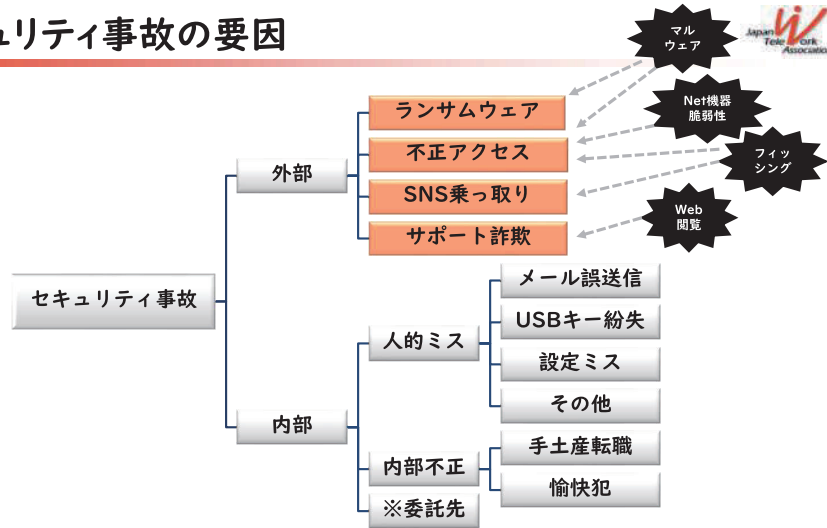 ュリティ事故の要因
Japan
Tele Work
Association
マル
ウェア
Net機器
脆弱性
フィッ
シング
Web
閲覧
ランサムウェア
不正アクセス
SNS乗っ取り
サポート詐欺
外部
セキュリティ事故
内部
人的ミス
メール誤送信
USBキー紛失
設定ミス
その他
内部不正
手土産転職
愉快犯
※委託先